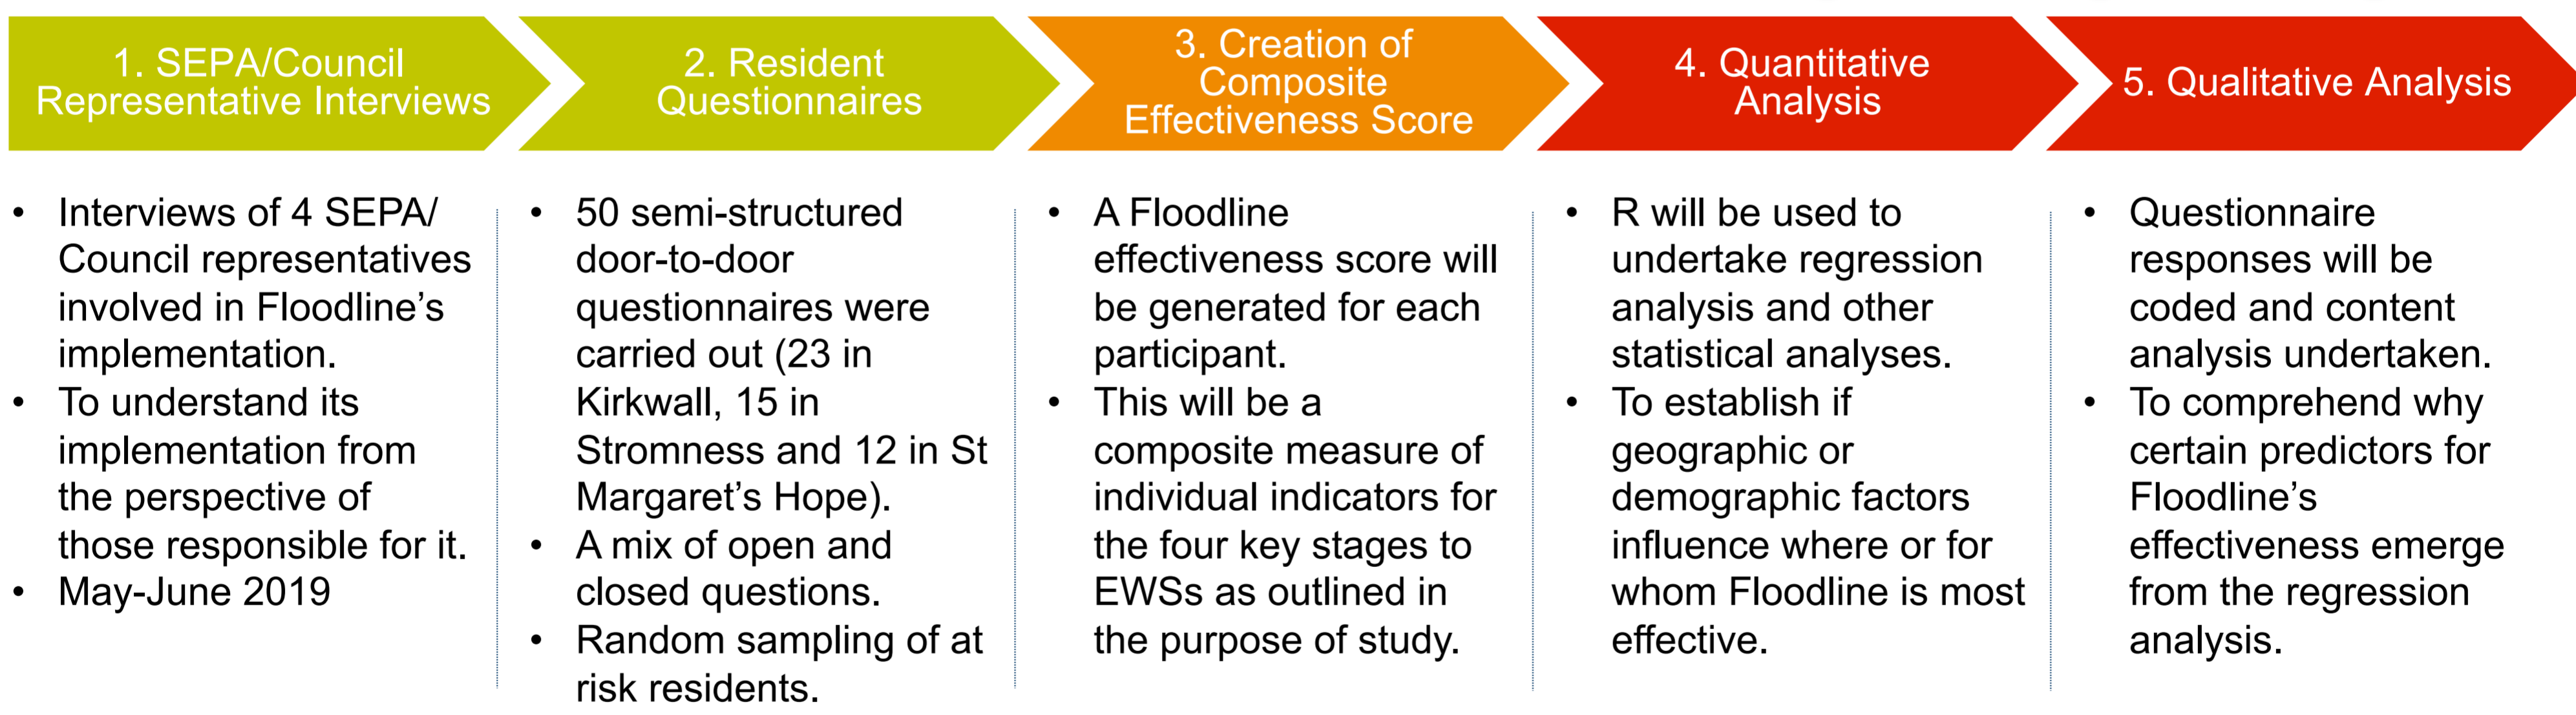 1. SEPA/Council
Representative Interviews
2. Resident
Questionnaires
3. Creation of
Composite
Effectiveness Score
4. Quantitative
Analysis
5. Qualitative Analysis
• Interviews of 4 SEPA/
Council representatives
involved in Floodline’s
implementation.
• To understand its
implementation from
the perspective of
those responsible for it.
• May-June 2019
• 50 semi-structured
door-to-door
questionnaires were
carried out (23 in
Kirkwall, 15 in
Stromness and 12 in St
Margaret’s Hope).
• A mix of open and
closed questions.
• Random sampling of at
risk residents.
• A Floodline
effectiveness score will
be generated for each
participant.
• This will be a
composite measure of
individual indicators for
the four key stages to
EWSs as outlined in
the purpose of study.
• R will be used to
undertake regression
analysis and other
statistical analyses.
• To establish if
geographic or
demographic factors
influence where or for
whom Floodline is most
effective.
• Questionnaire
responses will be
coded and content
analysis undertaken.
• To comprehend why
certain predictors for
Floodline’s
effectiveness emerge
from the regression
analysis.